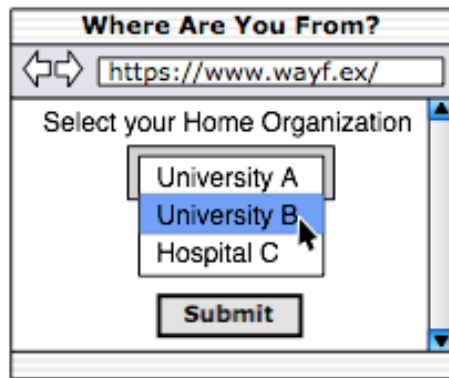 Where Are You From?
https://www.wayf.ex/
Select your Home Organization
University A
University B
Hospital C
Submit